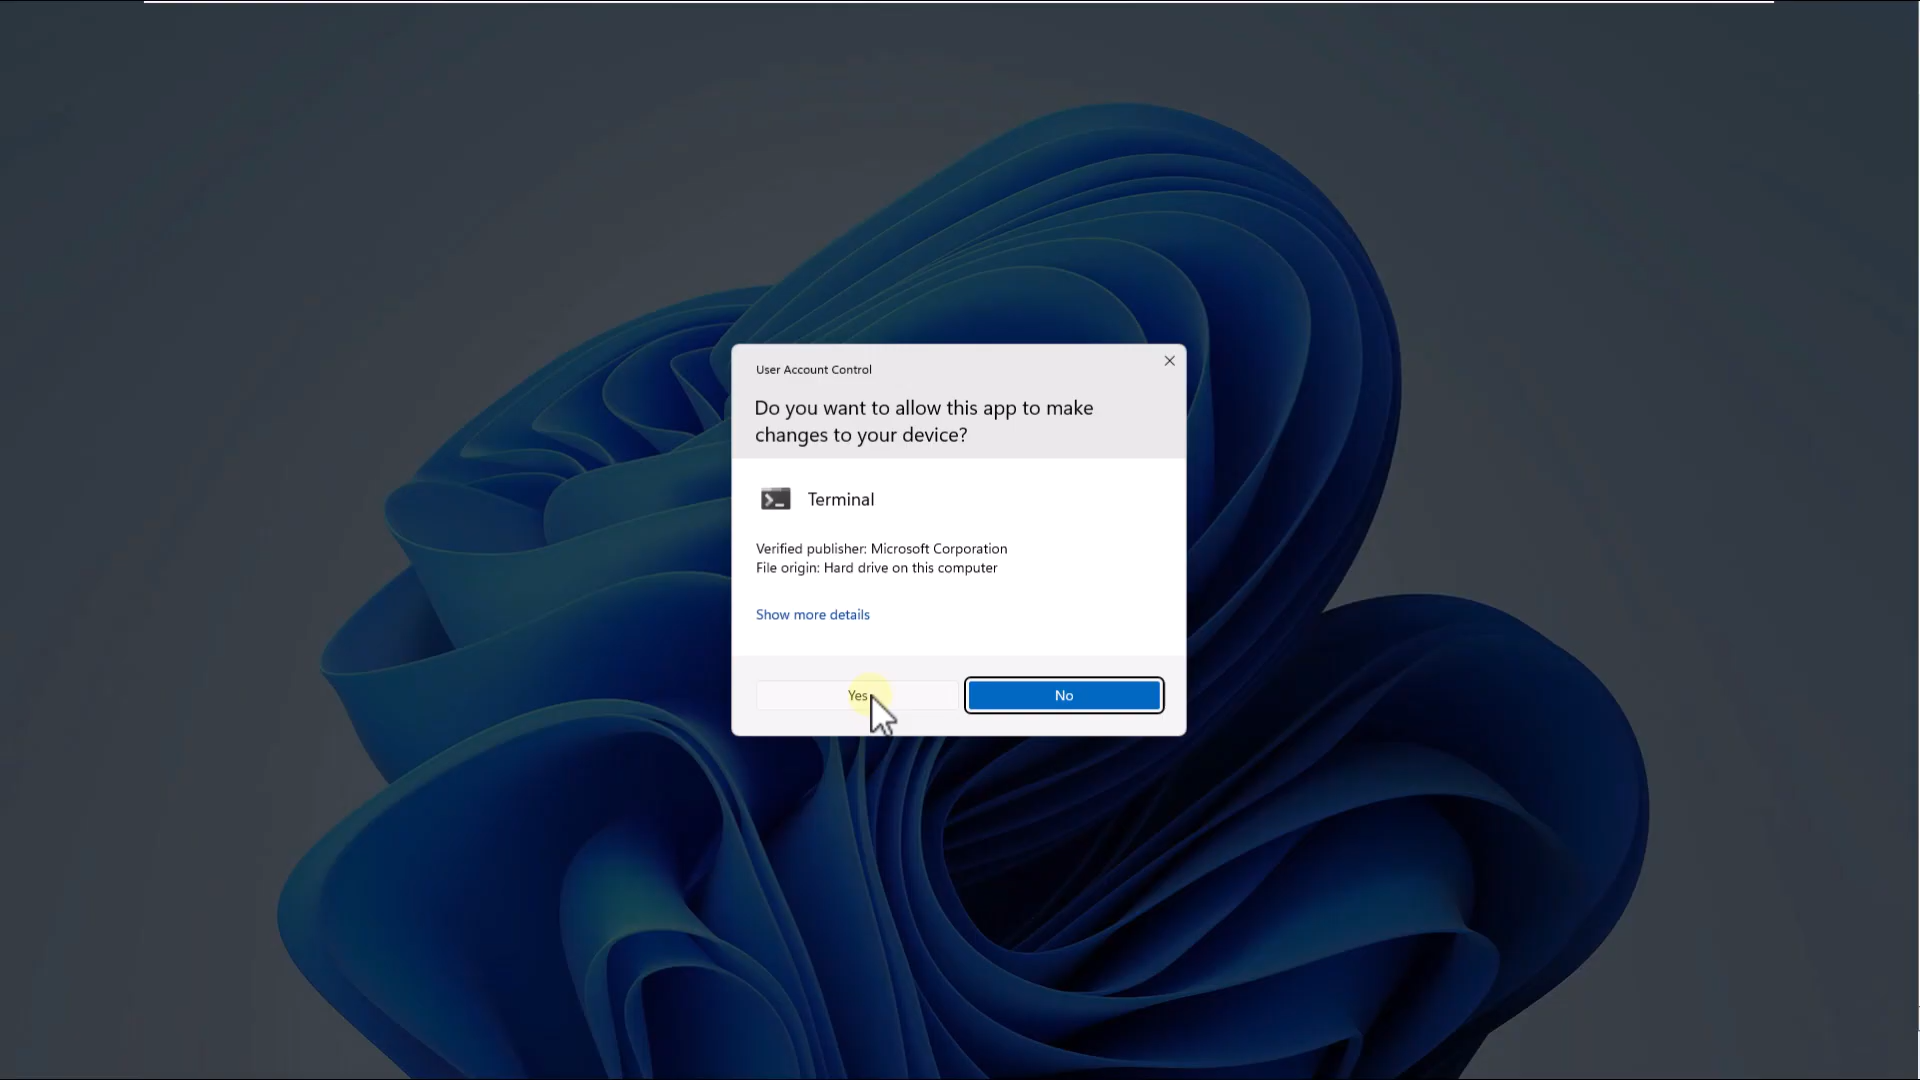 User Account Control
Do you want to allow this app to make
changes to your device?
Terminal
Verified publisher: Microsoft Corporation
File origin: Hard drive on this computer
Show more details
Yes
No